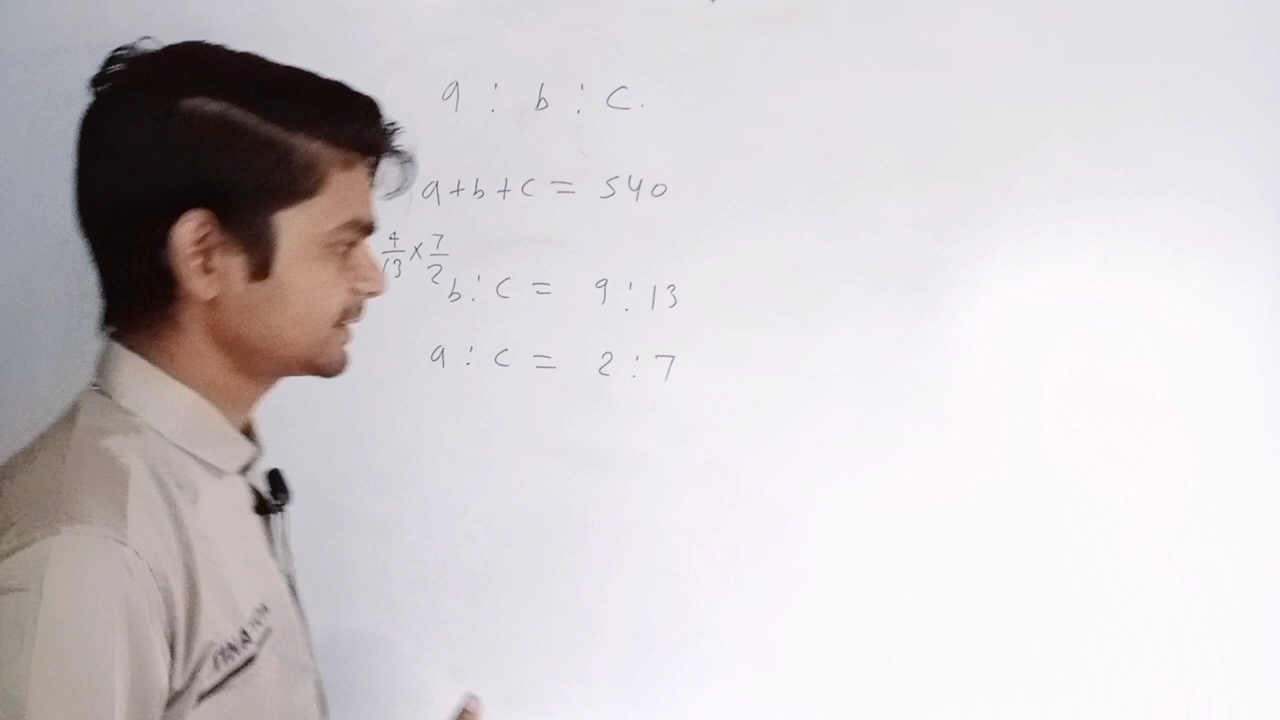 a : b : c.
a+b+c = 540
4/13 × 7/2
b : c = 9 : 13
a : c = 2 : 7